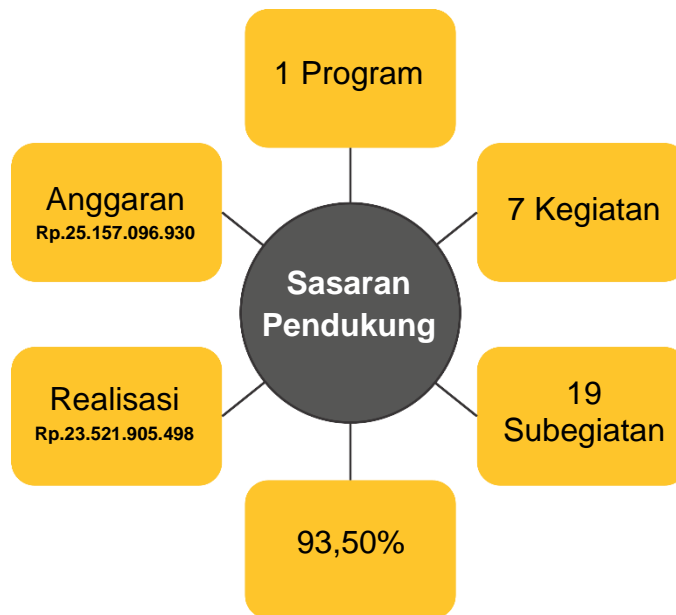 1 Program
7 Kegiatan
19
Subegiatan
93,50%
Realisasi
Rp.23.521.905.498
Anggaran
Rp.25.157.096.930
Sasaran
Pendukung